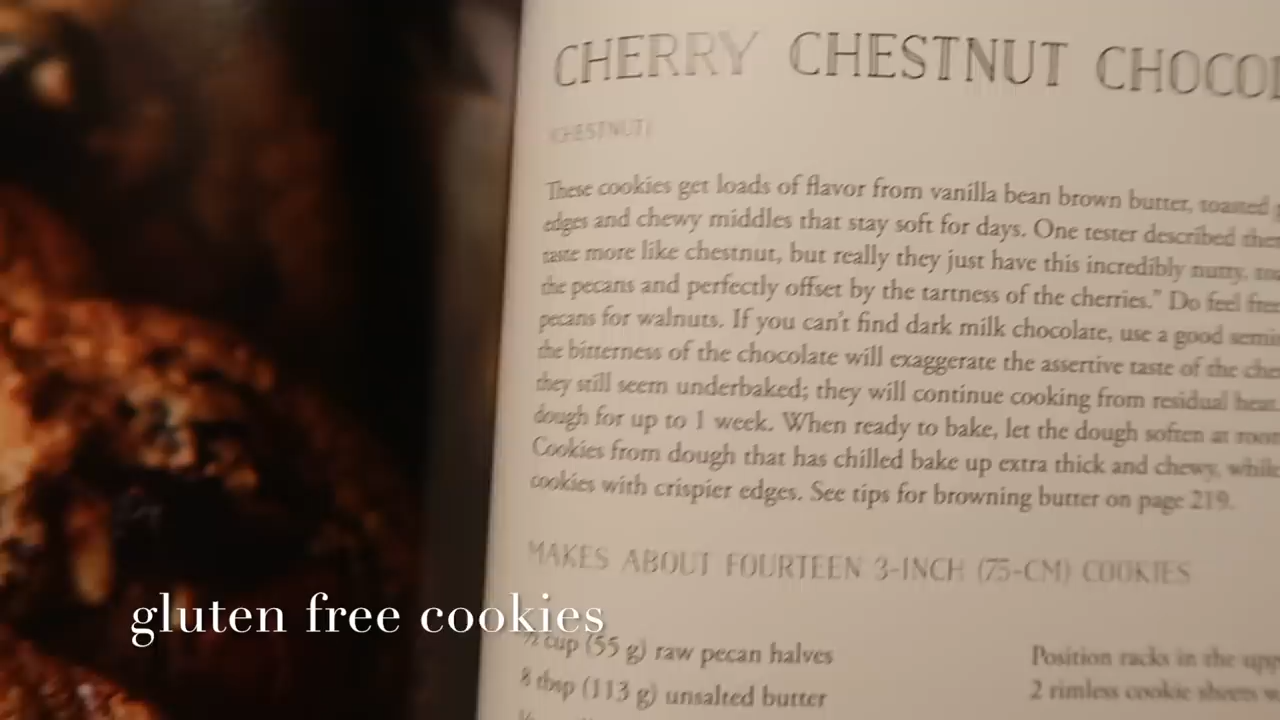 CHERRY CHESTNUT
(CHESTNUT)
These cookies get loads of flavor from vanilla bean brown butter, toasted
edges and chewy middles that stay soft for days. One tester described
taste more like chestnut, but really they just have this incredibly nutty,
the pecans and perfectly offset by the tartness of the cherries." Do feel
pecans for walnuts. If you can't find dark milk chocolate, use a good
the bitterness of the chocolate will exaggerate the assertive taste of the
they still seem underbaked; they will continue cooking from residual heat.
dough for up to 1 week. When ready to bake, let the dough soften at
Cookies from dough that has chilled bake up extra thick and chewy, while
cookies with crispier edges. See tips for browning butter on page 219.
MAKES ABOUT FOURTEEN 3-INCH (75-CM) COOKIES
gluten free cookies
½ cup (55 g) raw pecan halves
8 tbsp (113 g) unsalted butter
Position racks in the
2 rimless cookie sheets